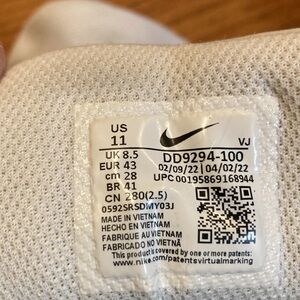 US
11
VJ
UK 8.5
DD9294-100
EUR 43
02/09/22 04/02/22
cm 28
UPC 00195869168944
BR 41
CN 280(2.5)
0592SRSDMY03J
MADE IN VIETNAM
HECHO EN VIETNAM
FABRIQUE AU VIETNAM
FABRICADO NO VIETNÃ
This product is covered by one or more patents
www.nike.com/patentsvirtualmarking